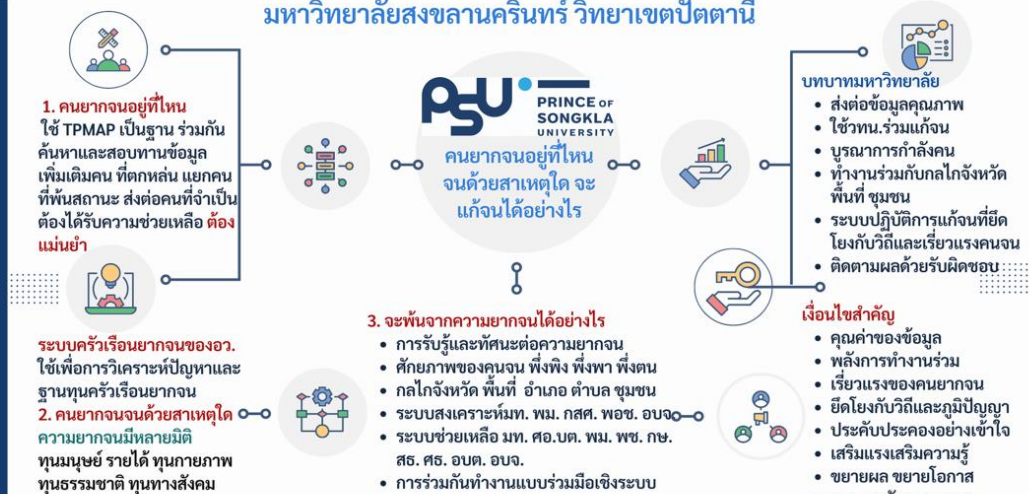 มหาวิทยาลัยสงขลานครินทร์ วิทยาเขตปัตตานี
PSU
PRINCE OF
SONGKLA
UNIVERSITY
คนยากจนอยู่ที่ไหน
จนด้วยสาเหตุใด จะ
แก้จนได้อย่างไร
1. คนยากจนอยู่ที่ไหน
ใช้ TPMAP เป็นฐาน ร่วมกัน
ค้นหาและสอบทานข้อมูล
เพิ่มเติมคน ที่ตกหล่น แยกคน
ที่พ้นสถานะ ส่งต่อคนที่จำเป็น
ต้องได้รับความช่วยเหลือ ต้อง
แม่นยำ
ระบบครัวเรือนยากจนของอว.
ใช้เพื่อการวิเคราะห์ปัญหาและ
ฐานทุนครัวเรือนยากจน
2. คนยากจนจนด้วยสาเหตุใด
ความยากจนมีหลายมิติ
ทุนมนุษย์ รายได้ ทุนกายภาพ
ทุนธรรมชาติ ทุนทางสังคม
3. จะพ้นจากความยากจนได้อย่างไร
• การรับรู้และทัศนะต่อความยากจน
• ศักยภาพของคนจน พึ่งพิง พึ่งพา พึ่งตน
• กลไกจังหวัด พื้นที่ อำเภอ ตำบล ชุมชน
• ระบบสงเคราะห์มท. พม. กสศ. พอช. อบจ.
• ระบบช่วยเหลือ มท. ศอ.บต. พม. พช. กษ.
สธ. ศธ. อบต. อบจ.
• การร่วมกันทำงานแบบร่วมมือเชิงระบบ
บทบาทมหาวิทยาลัย
• ส่งต่อข้อมูลคุณภาพ
• ใช้วทน.ร่วมแก้จน
• บูรณาการกำลังคน
• ทำงานร่วมกับกลไกจังหวัด
พื้นที่ ชุมชน
• ระบบปฏิบัติการแก้จนที่ยึด
โยงกับวิถีและเรี่ยวแรงคนจน
• ติดตามผลด้วยรับผิดชอบ
เงื่อนไขสำคัญ
• คุณค่าของข้อมูล
• พลังการทำงานร่วม
• เรี่ยวแรงของคนยากจน
• ยึดโยงกับวิถีและภูมิปัญญา
• ประคับประคองอย่างเข้าใจ
• เสริมแรงเสริมความรู้
• ขยายผล ขยายโอกาส